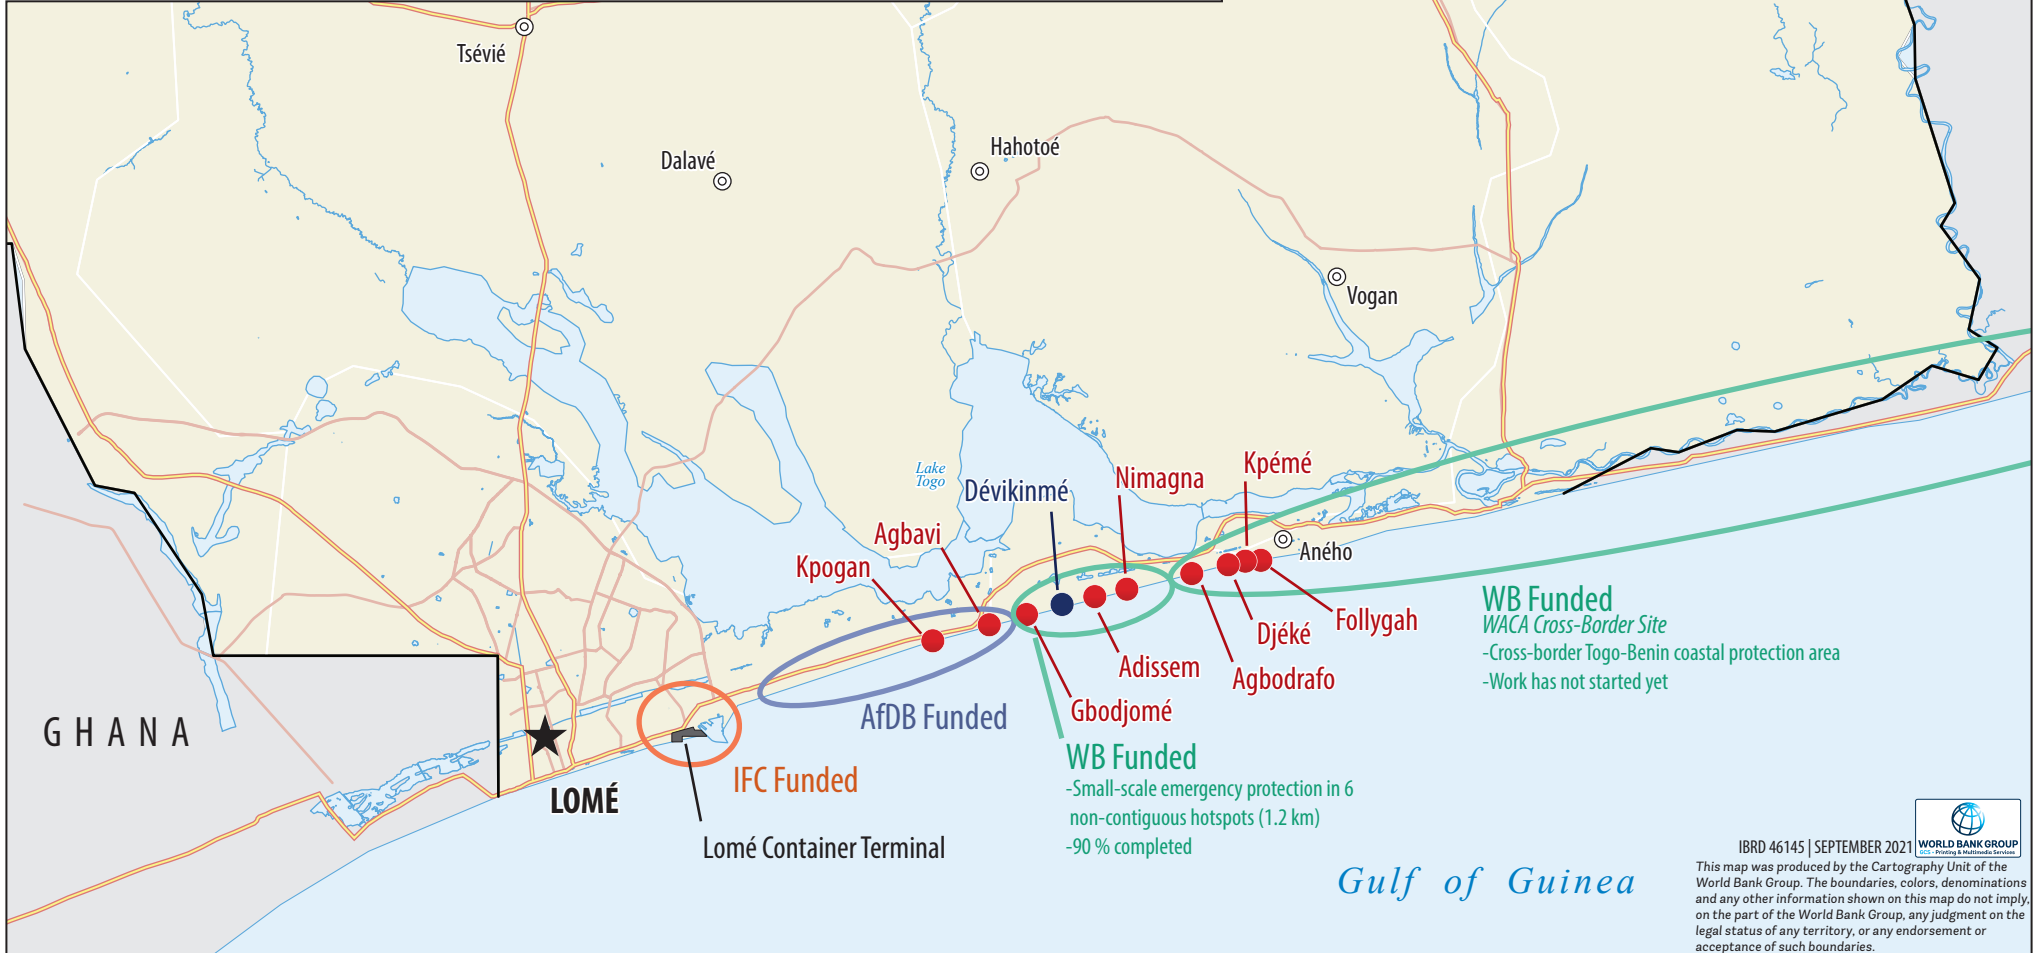 Tsévié
Dalavé
Hahotoé
Vogan
Lake
Togo
Dévikinmé
Nimagna
Kpémé
Agbavi
Kpogan
Aného
Follygah
Djéké
Agbodrafo
Adissem
Gbodjomé
WB Funded
WACA Cross-Border Site
-Cross-border Togo-Benin coastal protection area
-Work has not started yet
GHANA
AfDB Funded
IFC Funded
LOMÉ
Lomé Container Terminal
WB Funded
-Small-scale emergency protection in 6
non-contiguous hotspots (1.2 km)
-90 % completed
Gulf of Guinea
IBRD 46145 | SEPTEMBER 2021
WORLD BANK GROUP
GCS - Printing & Multimedia Services
This map was produced by the Cartography Unit of the
World Bank Group. The boundaries, colors, denominations
and any other information shown on this map do not imply,
on the part of the World Bank Group, any judgment on the
legal status of any territory, or any endorsement or
acceptance of such boundaries.